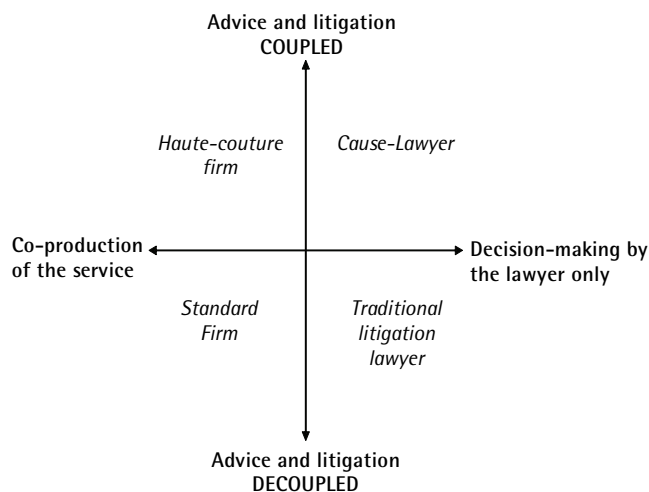 Advice and litigation
COUPLED
Haute-couture
firm
Cause-Lawyer
Co-production
of the service
Decision-making by
the lawyer only
Standard
Firm
Traditional
litigation
lawyer
Advice and litigation
DECOUPLED